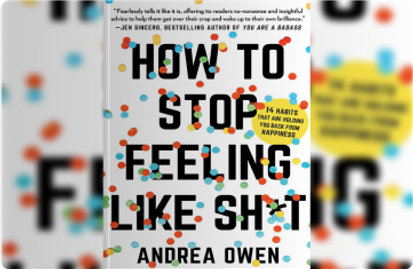 "Fearlessly tells it like it is, offering its readers no-nonsense and insightful
advice to help them get over their crap and wake up to their own brilliance."
—JEN SINCERO, BESTSELLING AUTHOR OF YOU ARE A BADASS
HOW TO
STOP
14 HABITS
THAT ARE HOLDING
YOU BACK FROM
HAPPINESS
FEELING
LIKE SH*T
ANDREA OWEN